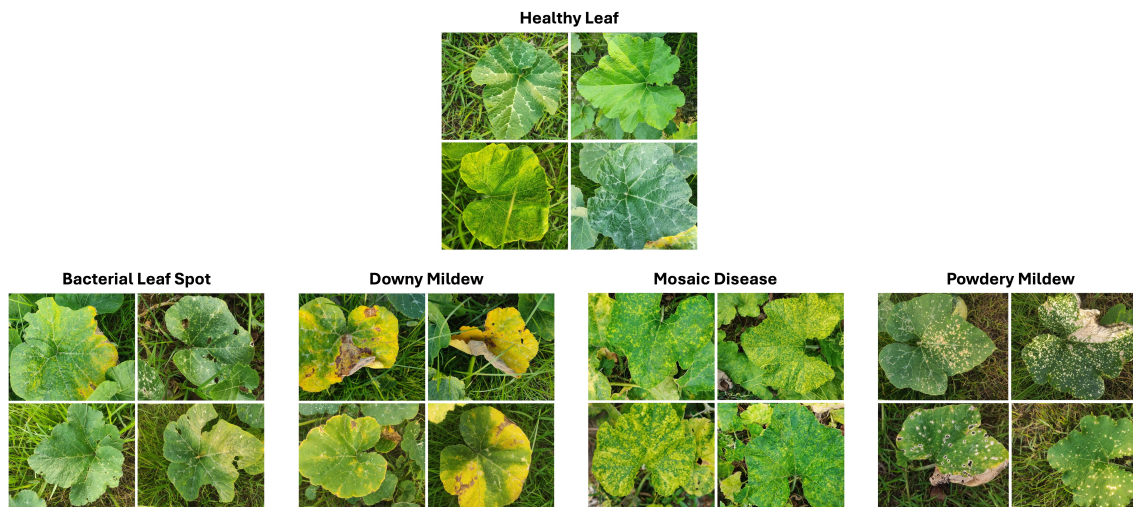 Healthy Leaf
Bacterial Leaf Spot
Downy Mildew
Mosaic Disease
Powdery Mildew